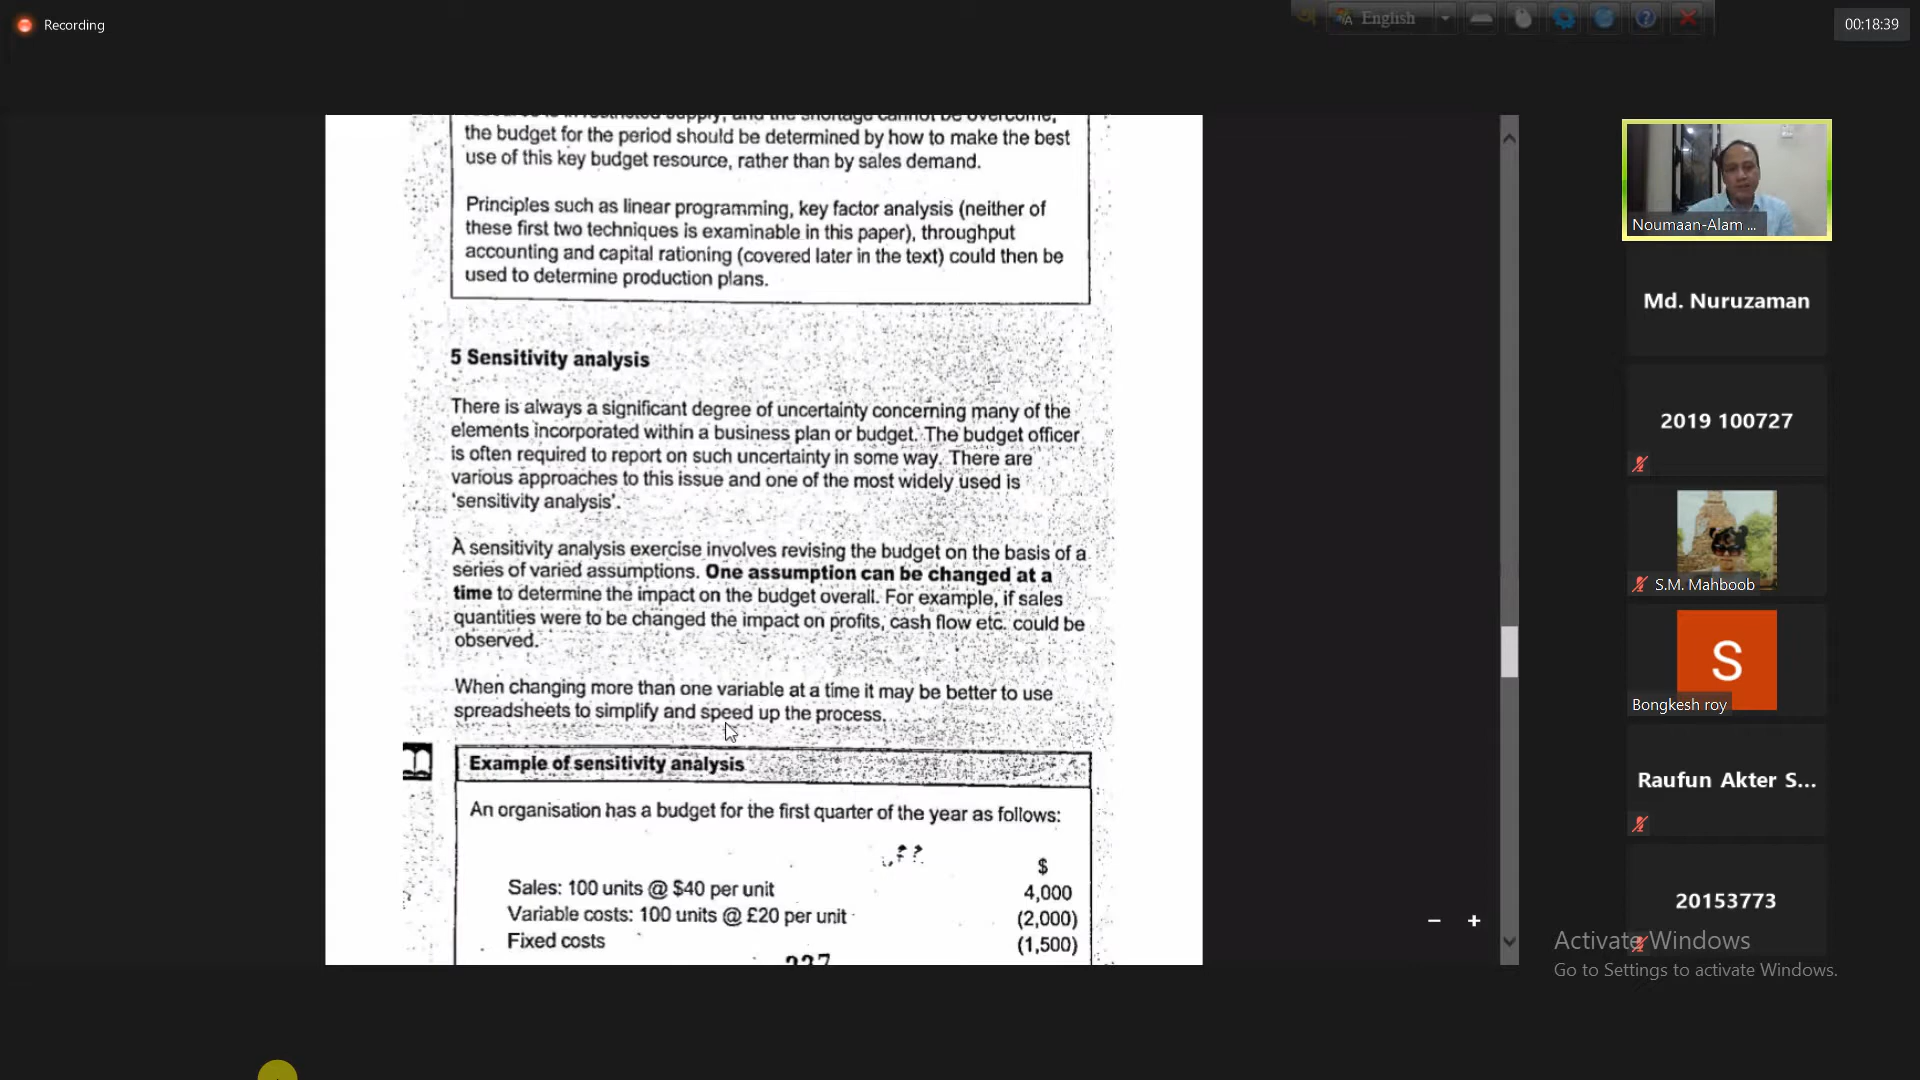 Recording
English
00:18:39
the budget for the period should be determined by how to make the best
use of this key budget resource, rather than by sales demand.
Principles such as linear programming, key factor analysis (neither of
these first two techniques is examinable in this paper), throughput
accounting and capital rationing (covered later in the text) could then be
used to determine production plans.
5 Sensitivity analysis
There is always a significant degree of uncertainty concerning many of the
elements incorporated within a business plan or budget. The budget officer
is often required to report on such uncertainty in some way. There are
various approaches to this issue and one of the most widely used is
'sensitivity analysis'.
A sensitivity analysis exercise involves revising the budget on the basis of a
series of varied assumptions. One assumption can be changed at a
time to determine the impact on the budget overall. For example, if sales
quantities were to be changed the impact on profits, cash flow etc. could be
observed.
When changing more than one variable at a time it may be better to use
spreadsheets to simplify and speed up the process.
Example of sensitivity analysis
An organisation has a budget for the first quarter of the year as follows:
$
Sales: 100 units @ $40 per unit 4,000
Variable costs: 100 units @ £20 per unit (2,000)
Fixed costs (1,500)
Noumaan-Alam ...
Md. Nuruzaman
2019 100727
S.M. Mahboob
S
Bongkesh roy
Raufun Akter S...
20153773
Activate Windows
Go to Settings to activate Windows.